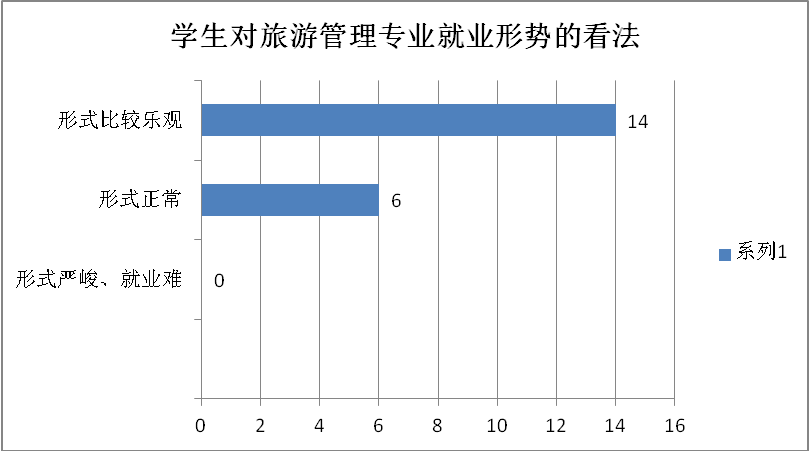 学生对旅游管理专业就业形势的看法
形式比较乐观
14
形式正常
6
系列1
形式严峻、就业难
0
0 2 4 6 8 10 12 14 16